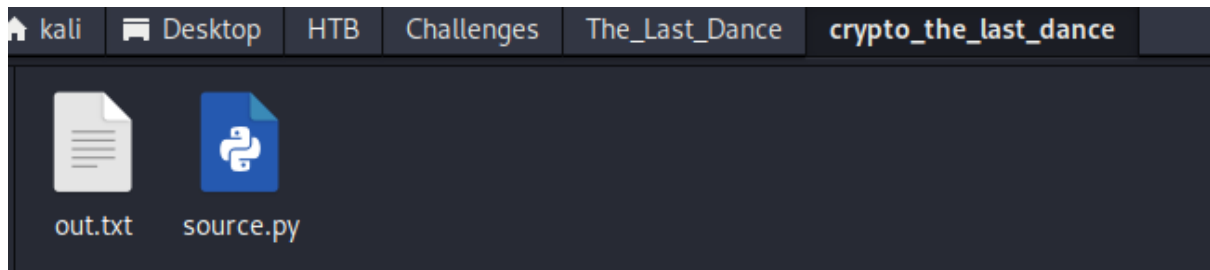 kali Desktop HTB Challenges The_Last_Dance crypto_the_last_dance
out.txt source.py